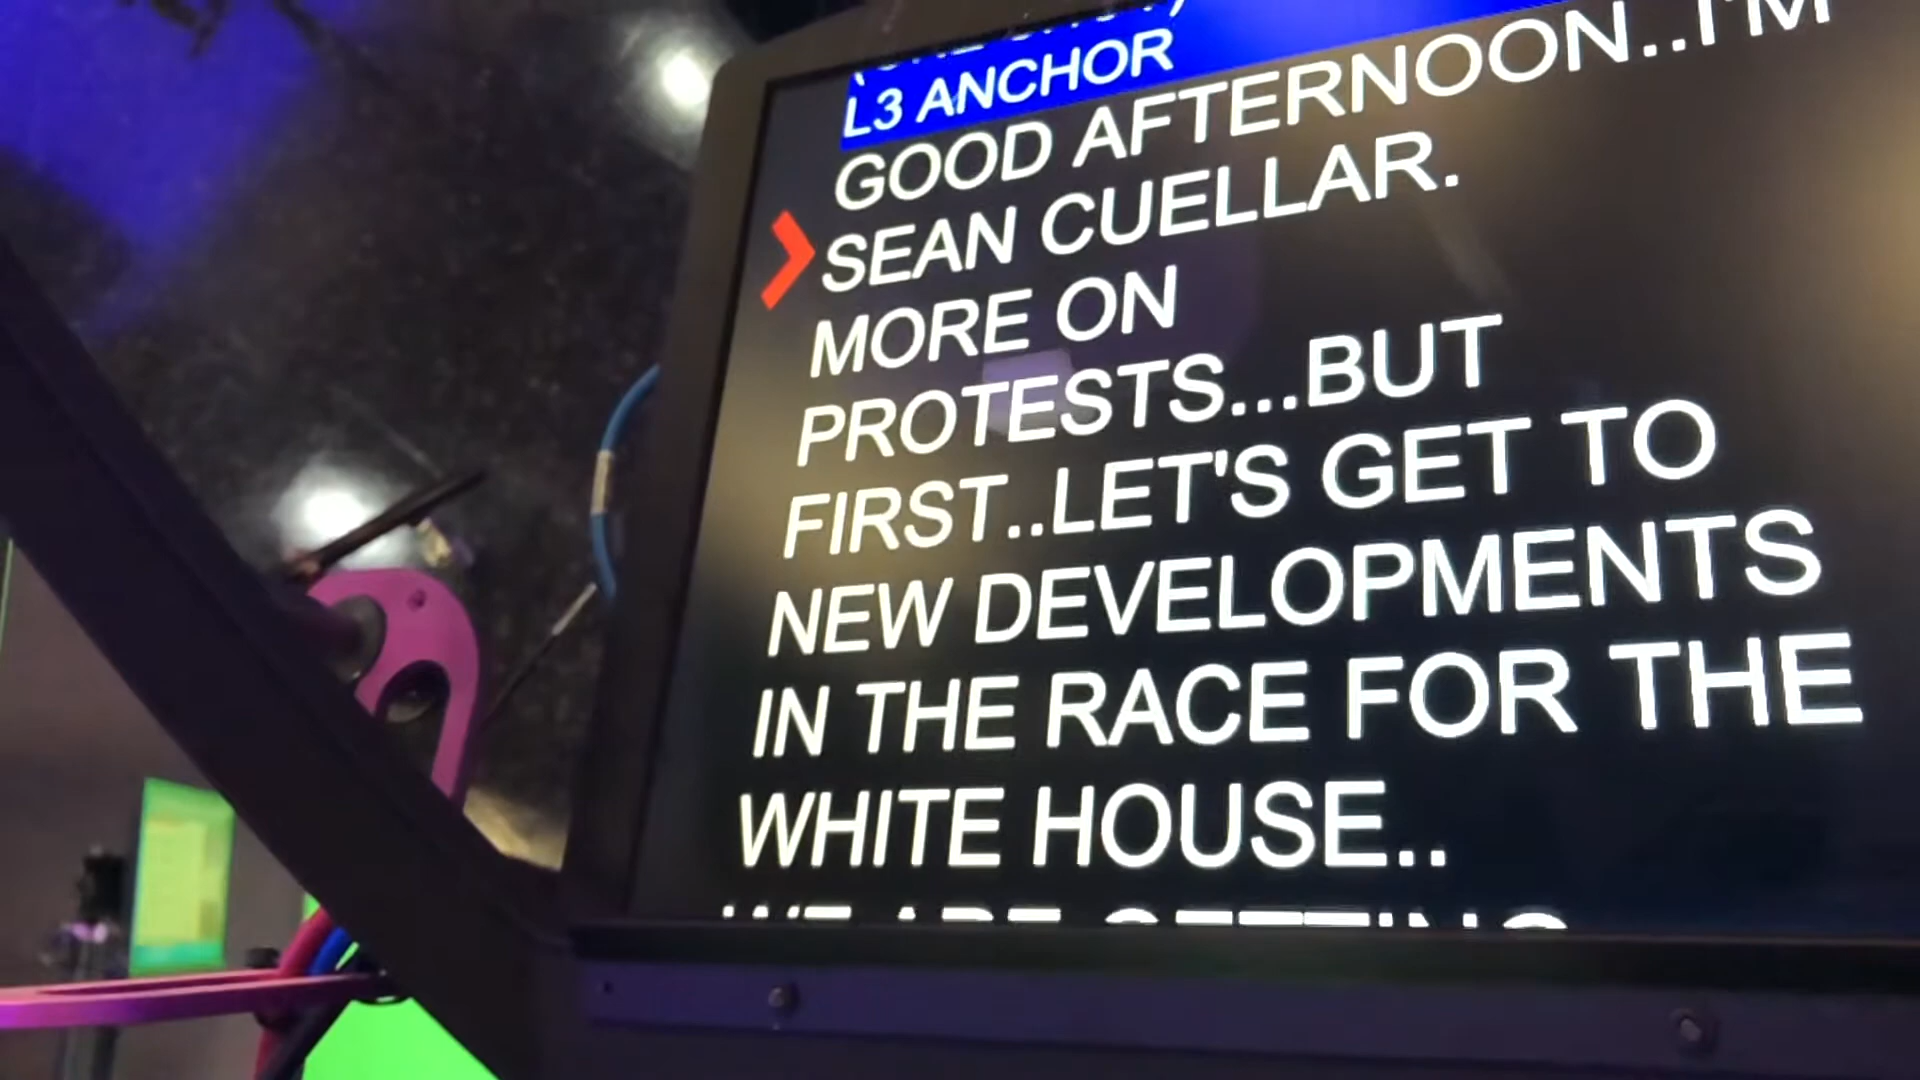 L3 ANCHOR
GOOD AFTERNOON..I'M
SEAN CUELLAR.
MORE ON
PROTESTS...BUT
FIRST..LET'S GET TO
NEW DEVELOPMENTS
IN THE RACE FOR THE
WHITE HOUSE..